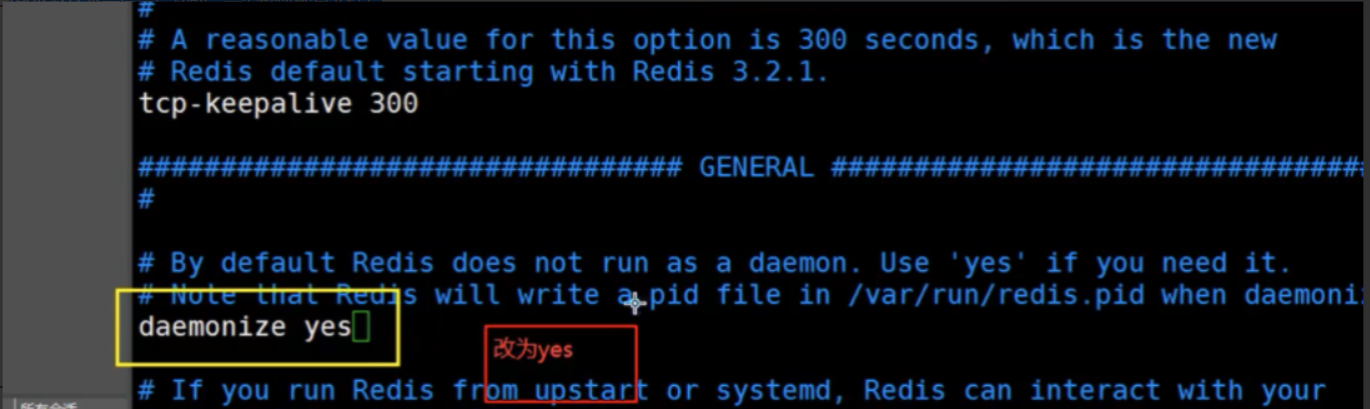 #
# A reasonable value for this option is 300 seconds, which is the new
# Redis default starting with Redis 3.2.1.
tcp-keepalive 300
################################# GENERAL #################################
#
# By default Redis does not run as a daemon. Use 'yes' if you need it.
# Note that Redis will write a pid file in /var/run/redis.pid when daemoni
daemonize yes
改为yes
# If you run Redis from upstart or systemd, Redis can interact with your